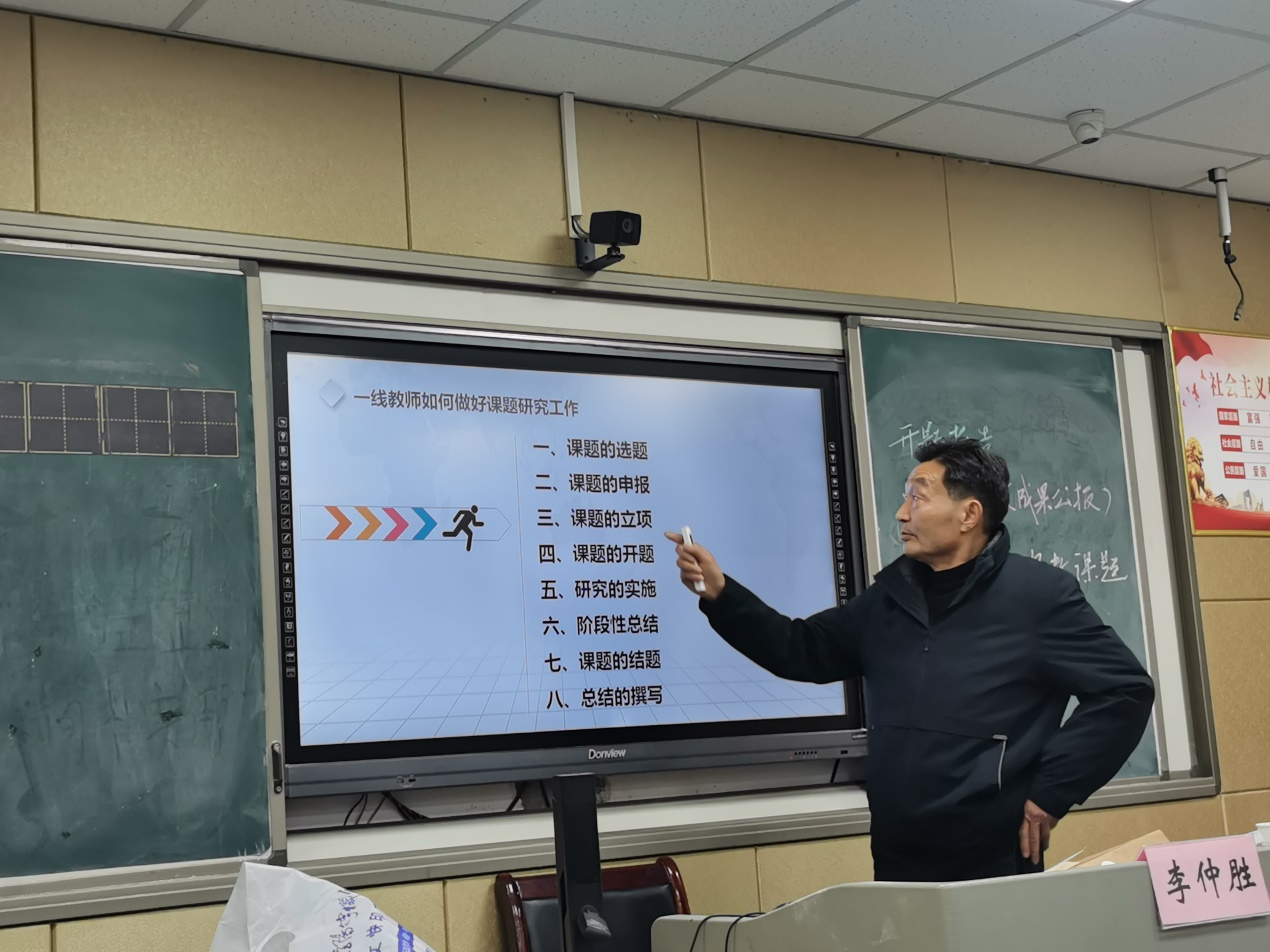 一线教师如何做好课题研究工作
一、课题的选题
二、课题的申报
三、课题的立项
四、课题的开题
五、研究的实施
六、阶段性总结
七、课题的结题
八、总结的撰写
Donview
开题
成果公报）
课题
社会主义
富强
自由
爱国
李仲胜